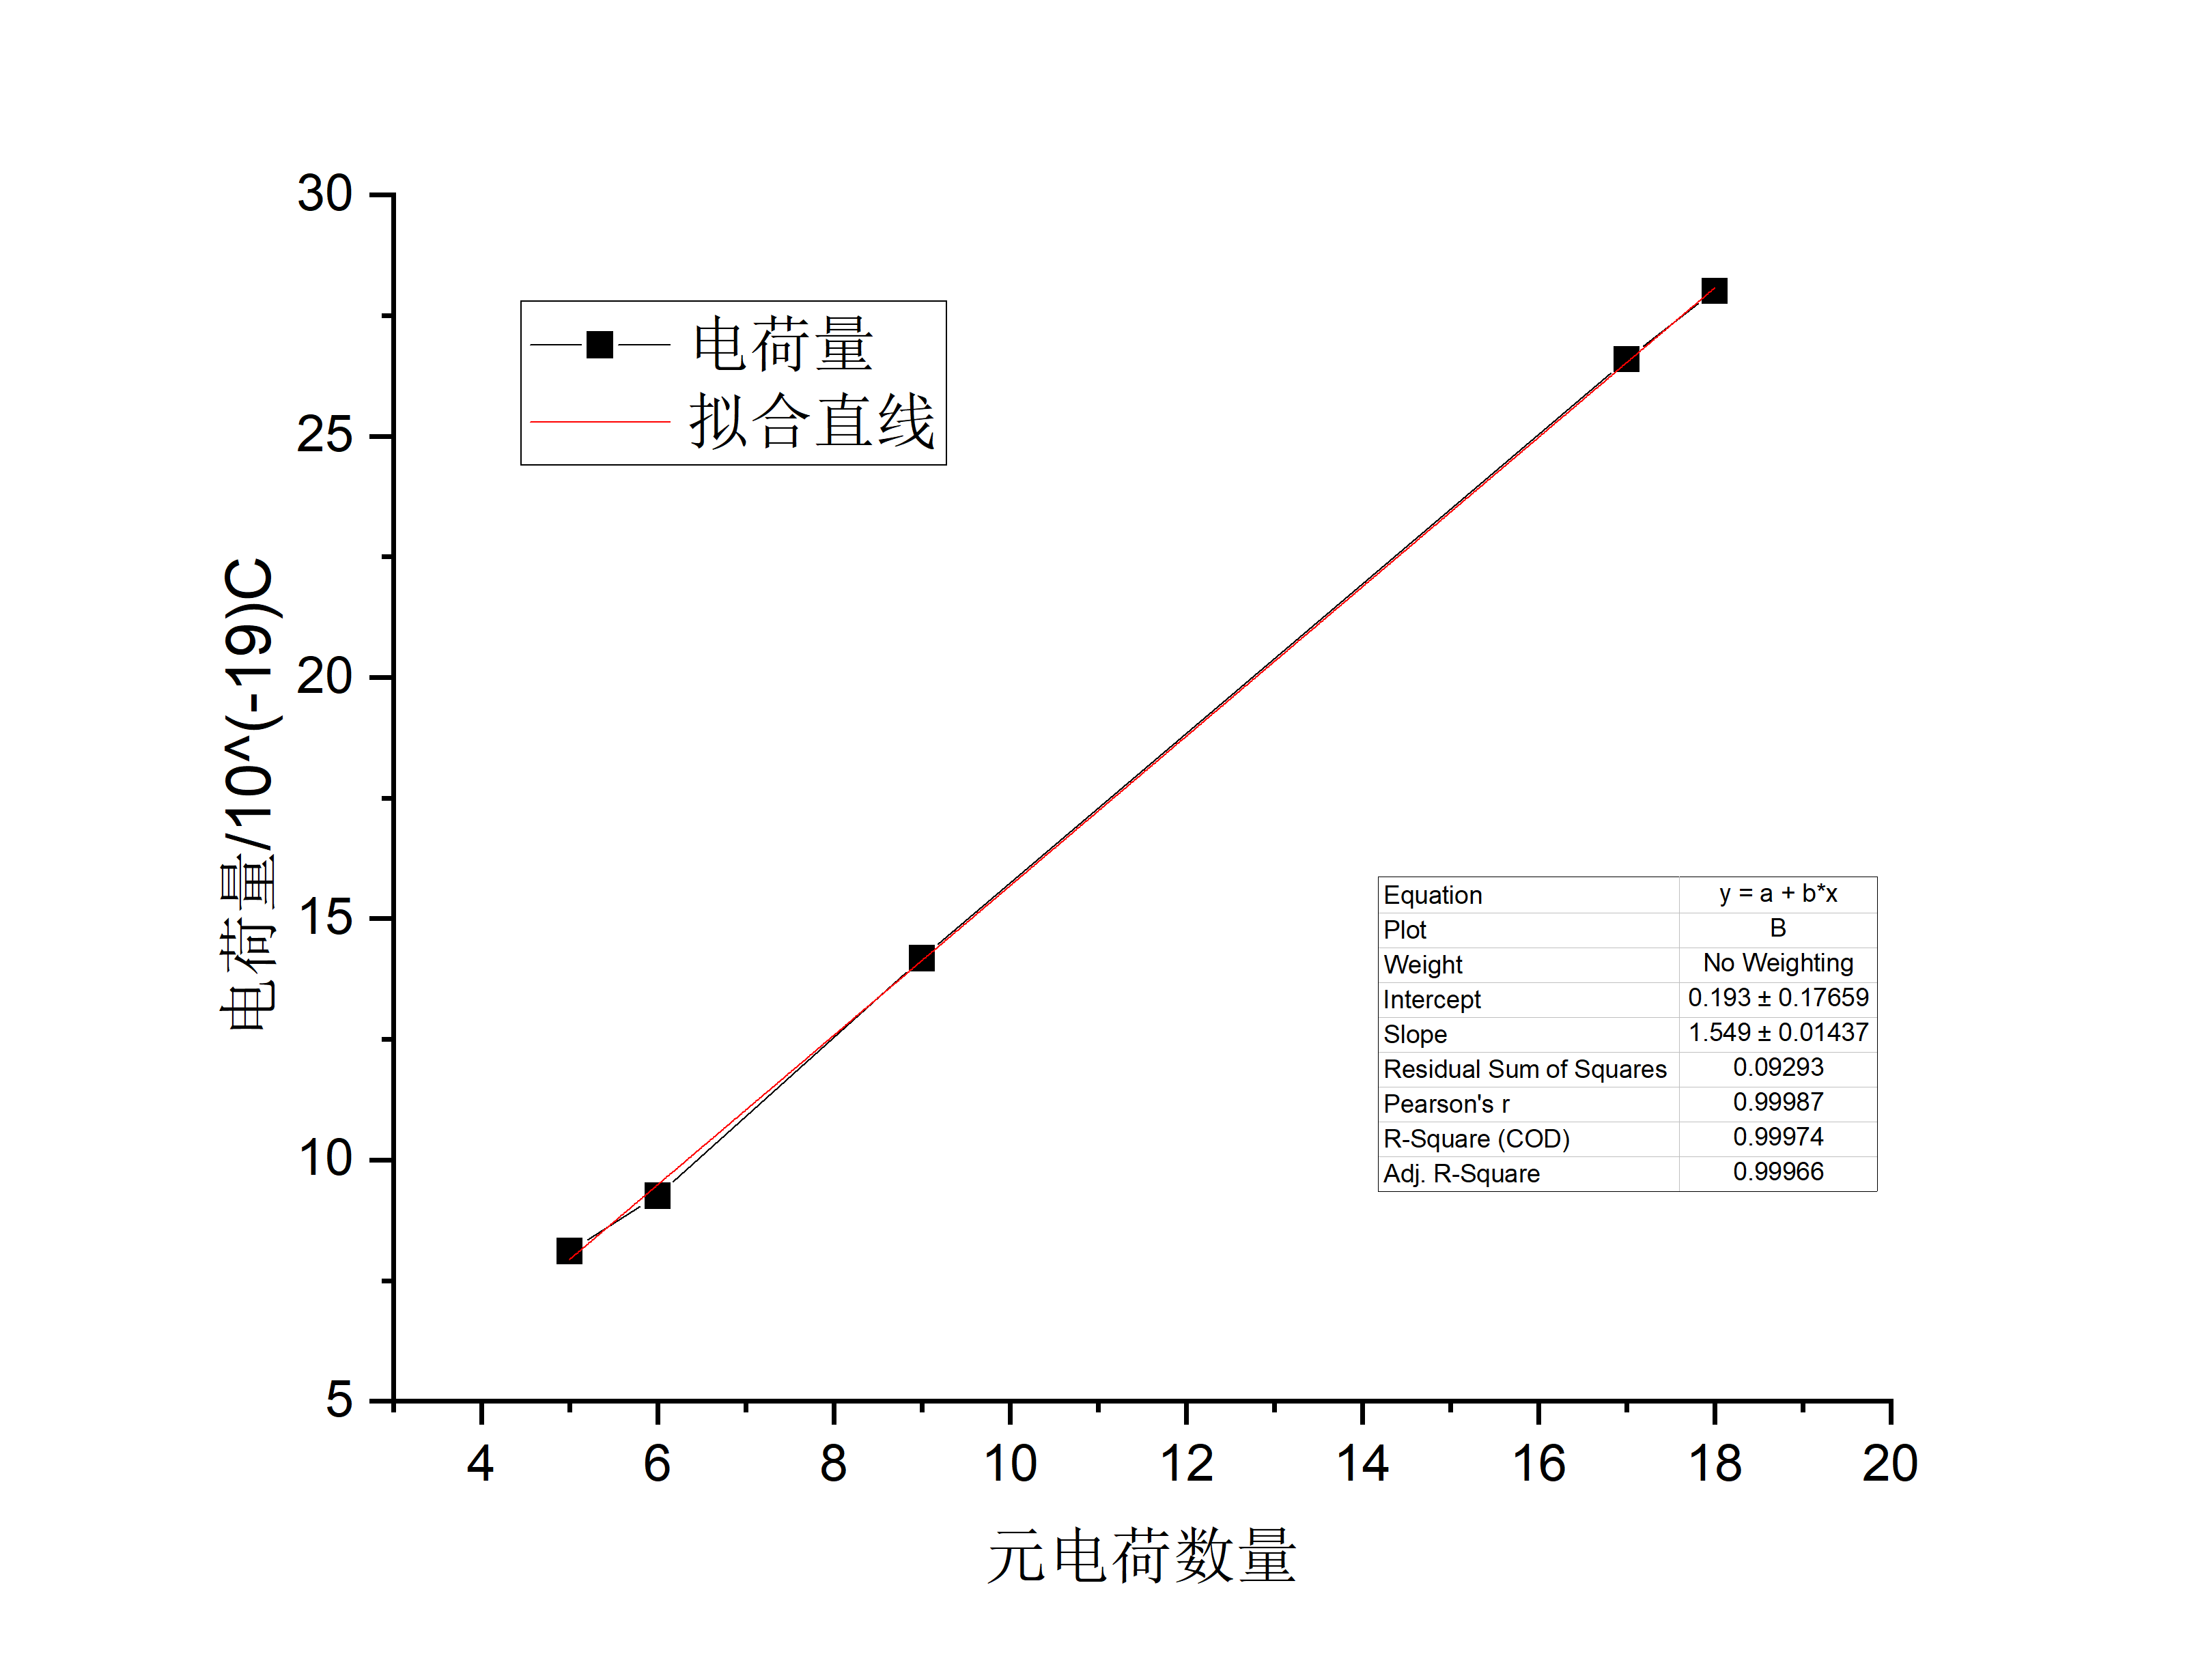 30
25
20
15
10
5
电荷量/10^(-19)C
电荷量
拟合直线
Equation y = a + b*x
Plot B
Weight No Weighting
Intercept 0.193 ± 0.17659
Slope 1.549 ± 0.01437
Residual Sum of Squares 0.09293
Pearson's r 0.99987
R-Square (COD) 0.99974
Adj. R-Square 0.99966
4 6 8 10 12 14 16 18 20
元电荷数量